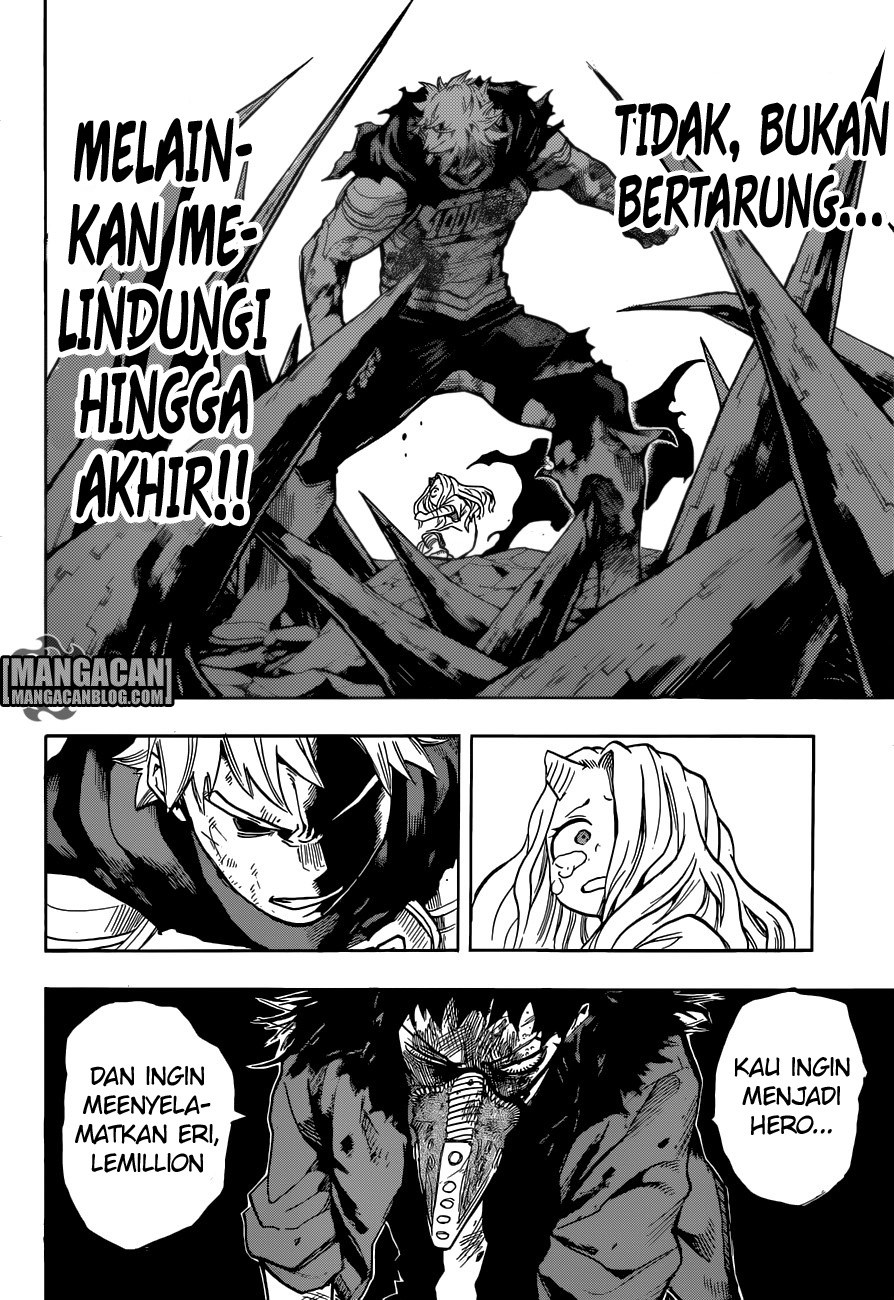 TIDAK, BUKAN
BERTARUNG...
MELAIN-
KAN ME-
LINDUNGI
HINGGA
AKHIR!!
[MANGACAN]
[MANGACANBLOG.COM]
KAU INGIN
MENJADI
HERO...
DAN INGIN
MEENYELA-
MATKAN ERI,
LEMILLION